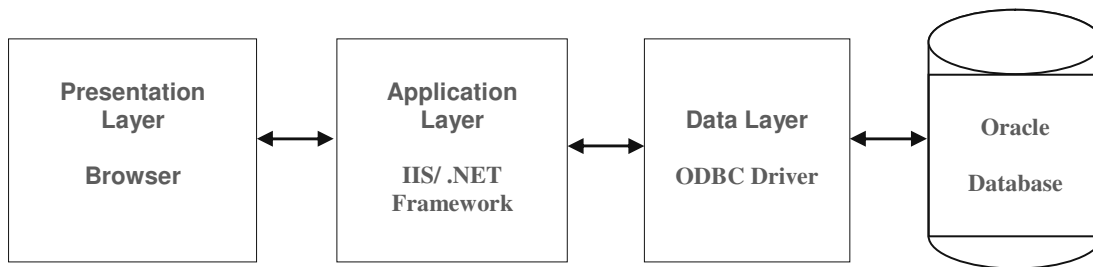 Presentation
Layer
Browser
Application
Layer
IIS/ .NET
Framework
Data Layer
ODBC Driver
Oracle
Database